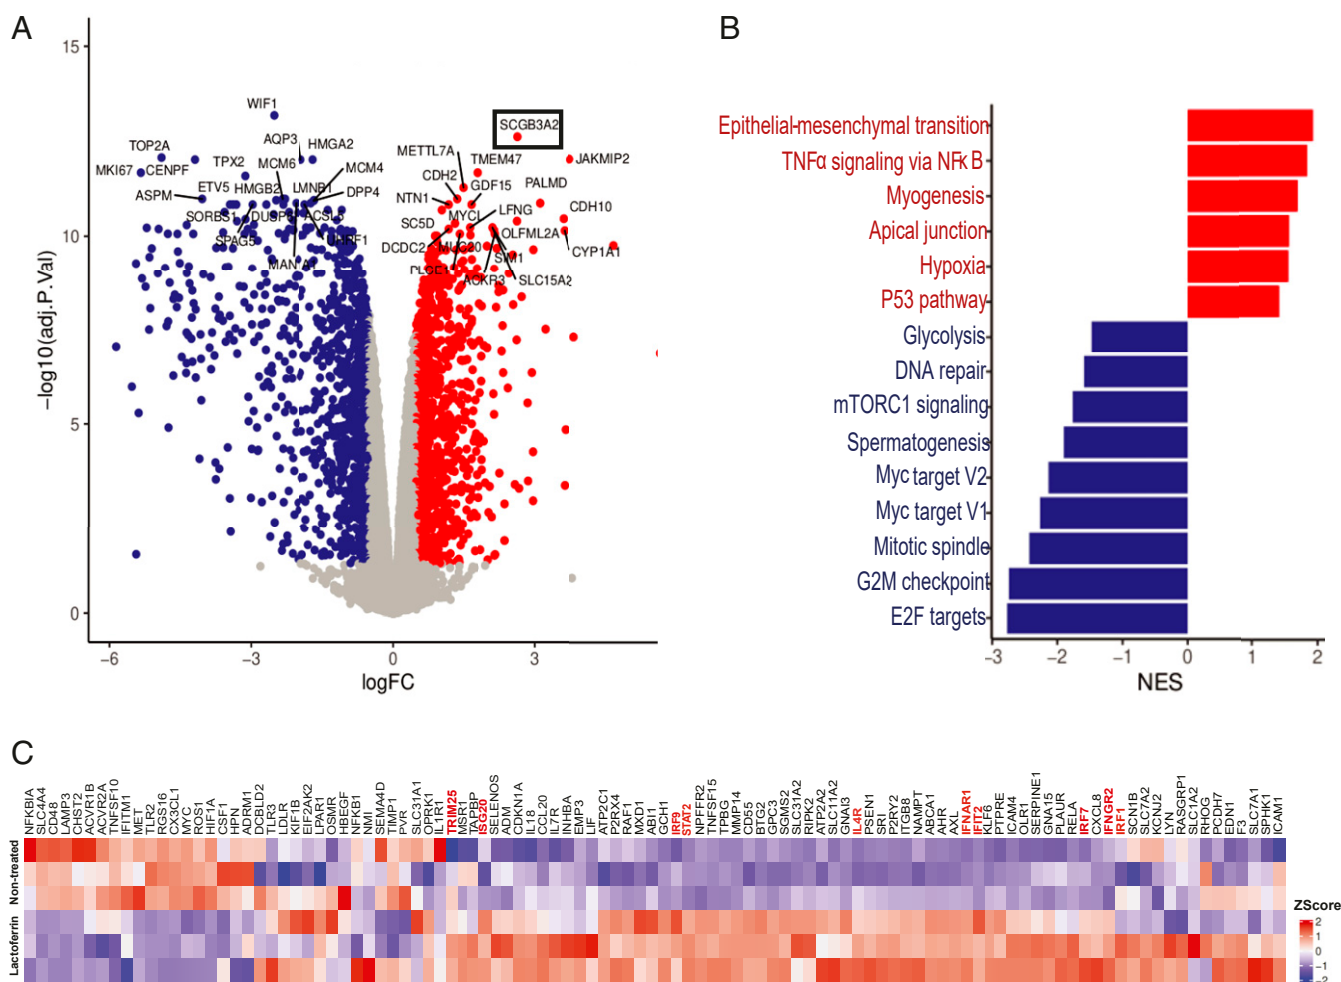 A
15
10
5
0
−log10(adj.P.Val)
WIF1
SCGB3A2
AQP3
HMGA2
TOP2A
METTL7A
TMEM47
JAKMIP2
MKI67
CENPF
TPX2
MCM6
MCM4
CDH2
GDF15
PALMD
ASPM
ETV5
HMGB2
LMNB1
DPP4
NTN1
LFNG
CDH10
SORBS1
DUSP6
ACSL5
SC5D
MYCL
OLFML2A
SPAG5
UHRF1
DCDC2
MUC20
SIM1
CYP1A1
MAN1A1
ACKR3
SLC15A2
−6
−3
0
3
logFC
B
Epithelial-mesenchymal transition
TNFα signaling via NFκB
Myogenesis
Apical junction
Hypoxia
P53 pathway
Glycolysis
DNA repair
mTORC1 signaling
Spermatogenesis
Myc target V2
Myc target V1
Mitotic spindle
G2M checkpoint
E2F targets
−3
−2
−1
0
1
2
NES
C
NFKBIA
SLC4A4
CD48
LAMP3
CHST2
ACVR1B
ACVR2A
TNFSF10
IFITM1
MET
TLR2
RGS16
CX3CL1
MYC
ROS1
HIF1A
CSF1
HPN
ADRM1
DCBLD2
TLR3
LDLR
KIF1B
EIF2AK2
LPAR1
OSMR
HBEGF
NFKB1
NMI
SEMA4D
TIMP1
PVR
SLC31A1
OPRK1
IL1R1
TRIM25
MSR1
TAPBP
ISG20
SELENOS
ADM
CDKN1A
IL18
CCL20
IL7R
INHBA
EMP3
LIF
ATP2C1
P2RX4
RAF1
MXD1
ABI1
GCH1
IRF9
STAT2
LY6E
TNFSF15
TPBG
MMP14
CD55
BTG2
GPC3
SLC31A2
RIPK2
ATP2A2
SLC11A2
GNAI3
IL4R
PSEN1
SRI
P2RY2
ITGB8
NAMPT
ABCA1
AHR
AXL
IFNAR1
IFIT2
KLF6
PTPRE
ICAM4
SERPINE1
GNA15
PLAUR
RELA
IRF7
CXCL8
IFNGR2
IRF1
SLC7A2
KCNJ2
LYN
RASGRP1
SLC1A2
RHOG
PCDH7
EDN1
F3
SLC7A1
SPHK1
ICAM1
Non-treated
Lactoferrin
ZScore
2
1
0
−1
−2